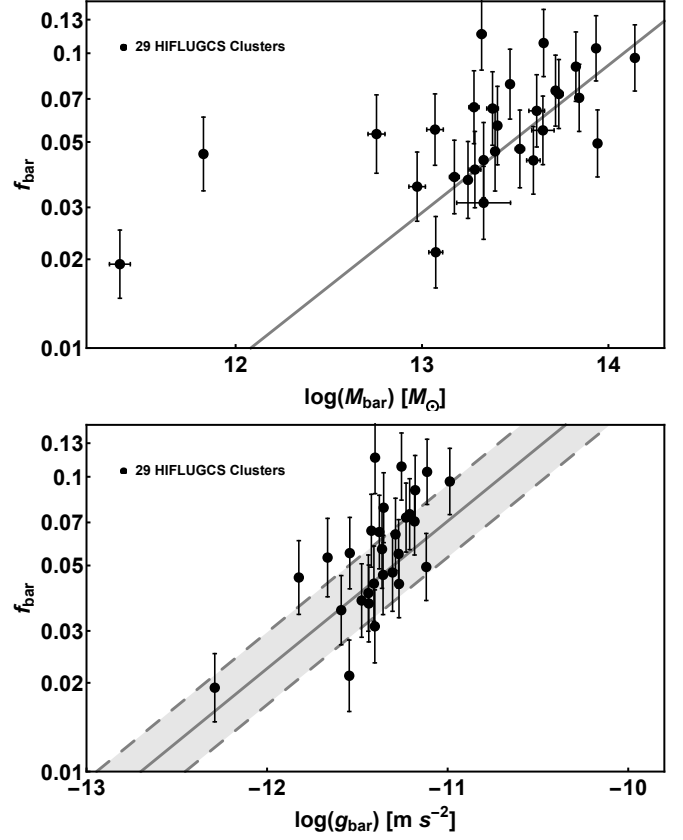 0.13
0.1
0.07
0.05
0.03
0.02
0.01
f_bar
29 HIFLUGCS Clusters
12 13 14
log(M_bar) [M_⊙]
0.13
0.1
0.07
0.05
0.03
0.02
0.01
f_bar
29 HIFLUGCS Clusters
−13 −12 −11 −10
log(g_bar) [m s⁻²]